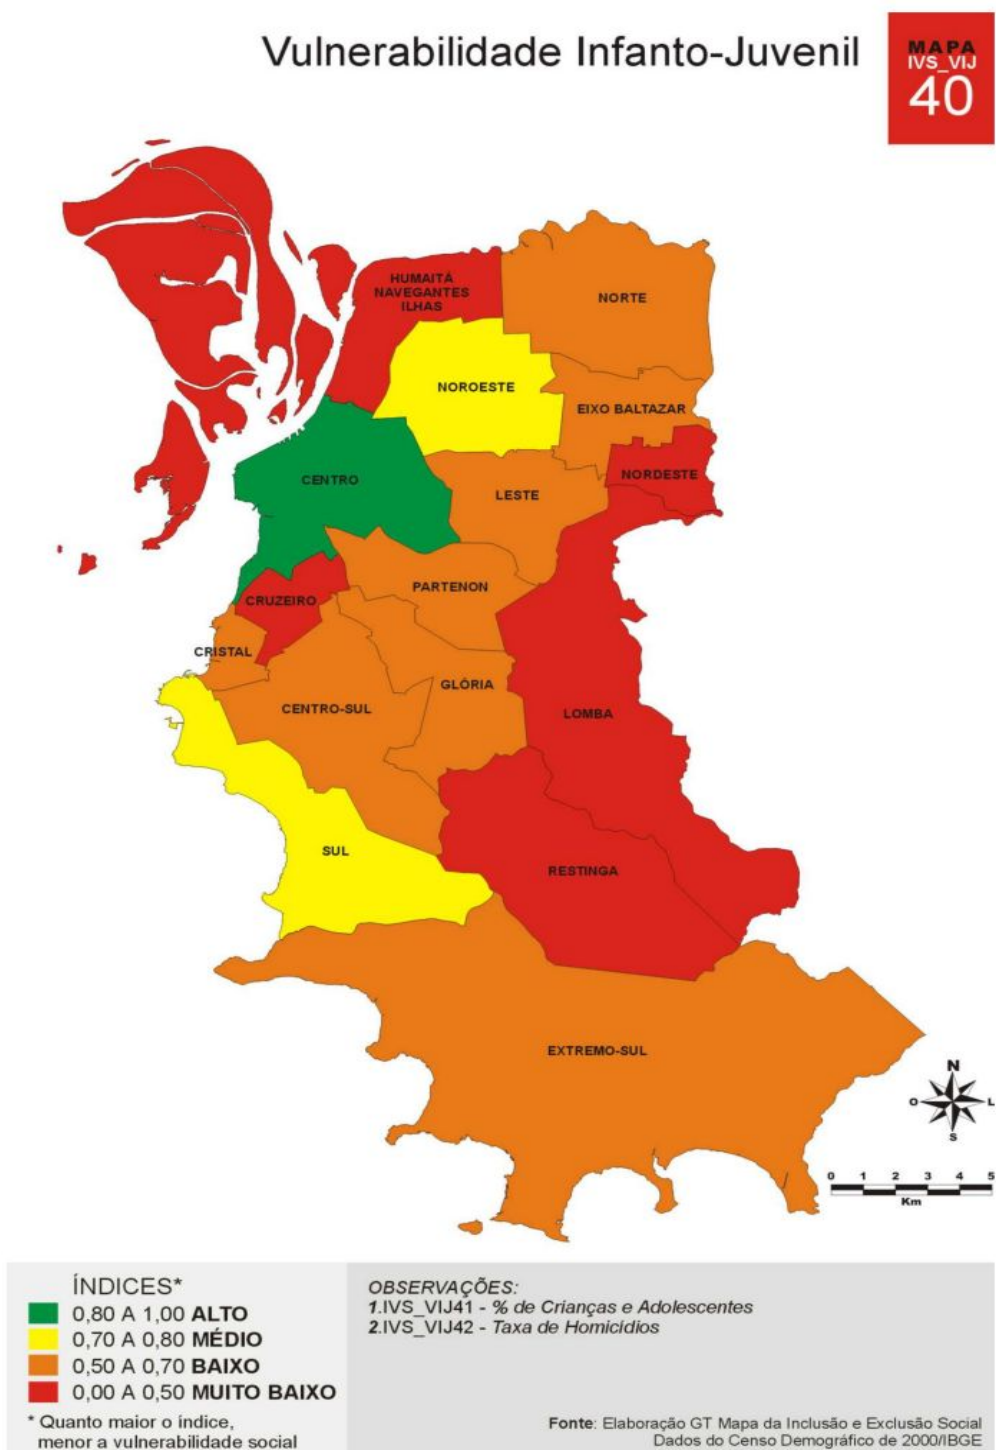 Vulnerabilidade Infanto-Juvenil
MAPA
IVS_VIJ
40
HUMAITÁ
NAVEGANTES
ILHAS
NORTE
NOROESTE
EIXO BALTAZAR
CENTRO
LESTE
NORDESTE
CRUZEIRO
PARTENON
CRISTAL
GLÓRIA
CENTRO-SUL
LOMBA
SUL
RESTINGA
EXTREMO-SUL
N
O
L
S
0 1 2 3 4 5
Km
ÍNDICES*
0,80 A 1,00 ALTO
0,70 A 0,80 MÉDIO
0,50 A 0,70 BAIXO
0,00 A 0,50 MUITO BAIXO
* Quanto maior o índice,
menor a vulnerabilidade social
OBSERVAÇÕES:
1.IVS_VIJ41 - % de Crianças e Adolescentes
2.IVS_VIJ42 - Taxa de Homicídios
Fonte: Elaboração GT Mapa da Inclusão e Exclusão Social
Dados do Censo Demográfico de 2000/IBGE